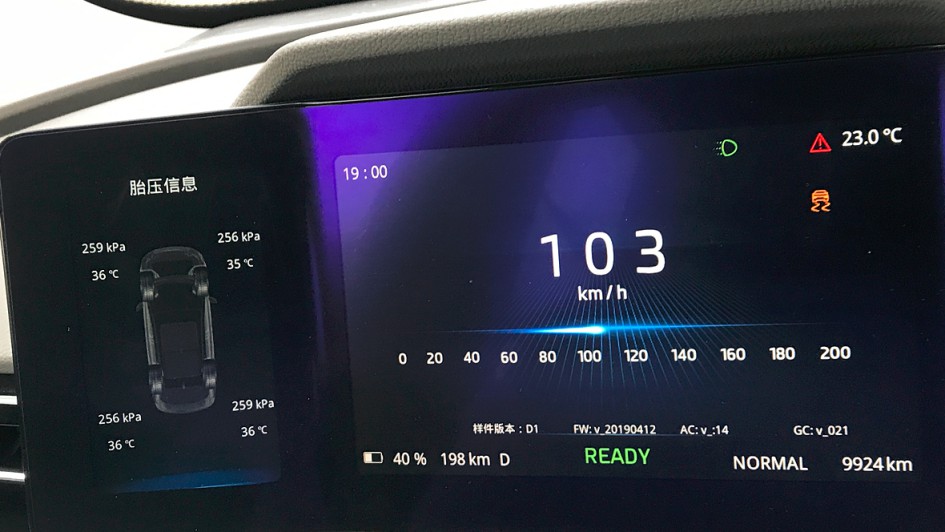 胎压信息
259 kPa 256 kPa
36 ℃ 35 ℃
256 kPa 259 kPa
36 ℃ 36 ℃
19 : 00
23.0 ℃
103
km/h
0 20 40 60 80 100 120 140 160 180 200
样件版本：D1 FW: v_20190412 AC: v_:14 GC: v_021
40 % 198 km D READY NORMAL 9924 km